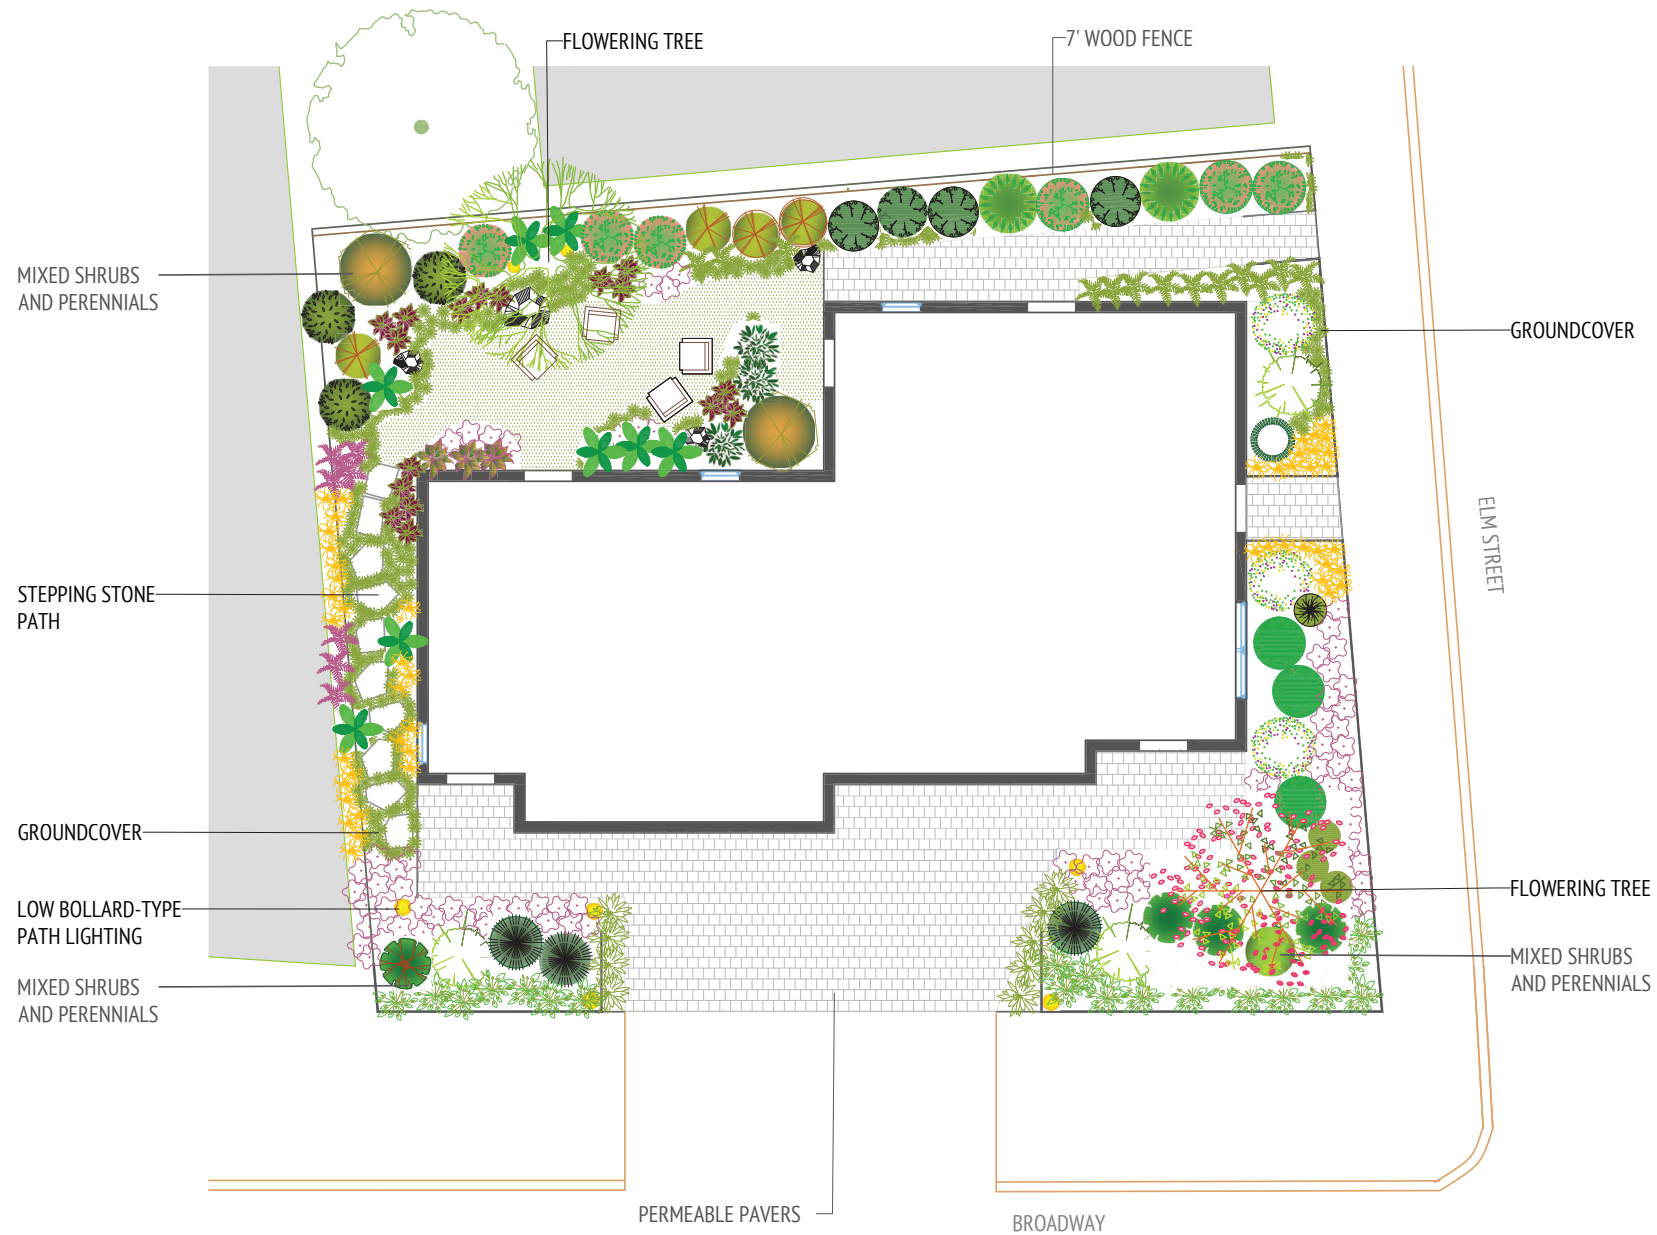 FLOWERING TREE
7' WOOD FENCE
MIXED SHRUBS
AND PERENNIALS
GROUNDCOVER
ELM STREET
STEPPING STONE
PATH
GROUNDCOVER
FLOWERING TREE
LOW BOLLARD-TYPE
PATH LIGHTING
MIXED SHRUBS
AND PERENNIALS
MIXED SHRUBS
AND PERENNIALS
PERMEABLE PAVERS
BROADWAY